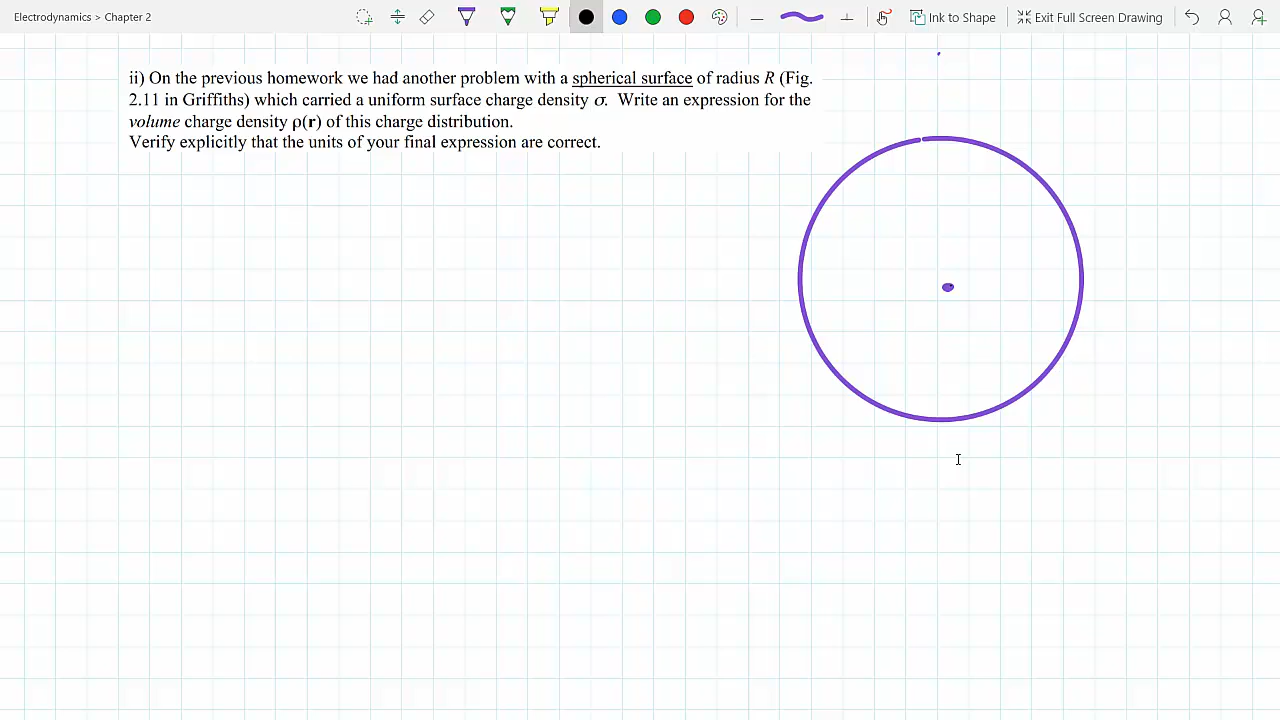 Electrodynamics > Chapter 2
Ink to Shape
Exit Full Screen Drawing
ii) On the previous homework we had another problem with a spherical surface of radius R (Fig.
2.11 in Griffiths) which carried a uniform surface charge density σ. Write an expression for the
volume charge density ρ(r) of this charge distribution.
Verify explicitly that the units of your final expression are correct.